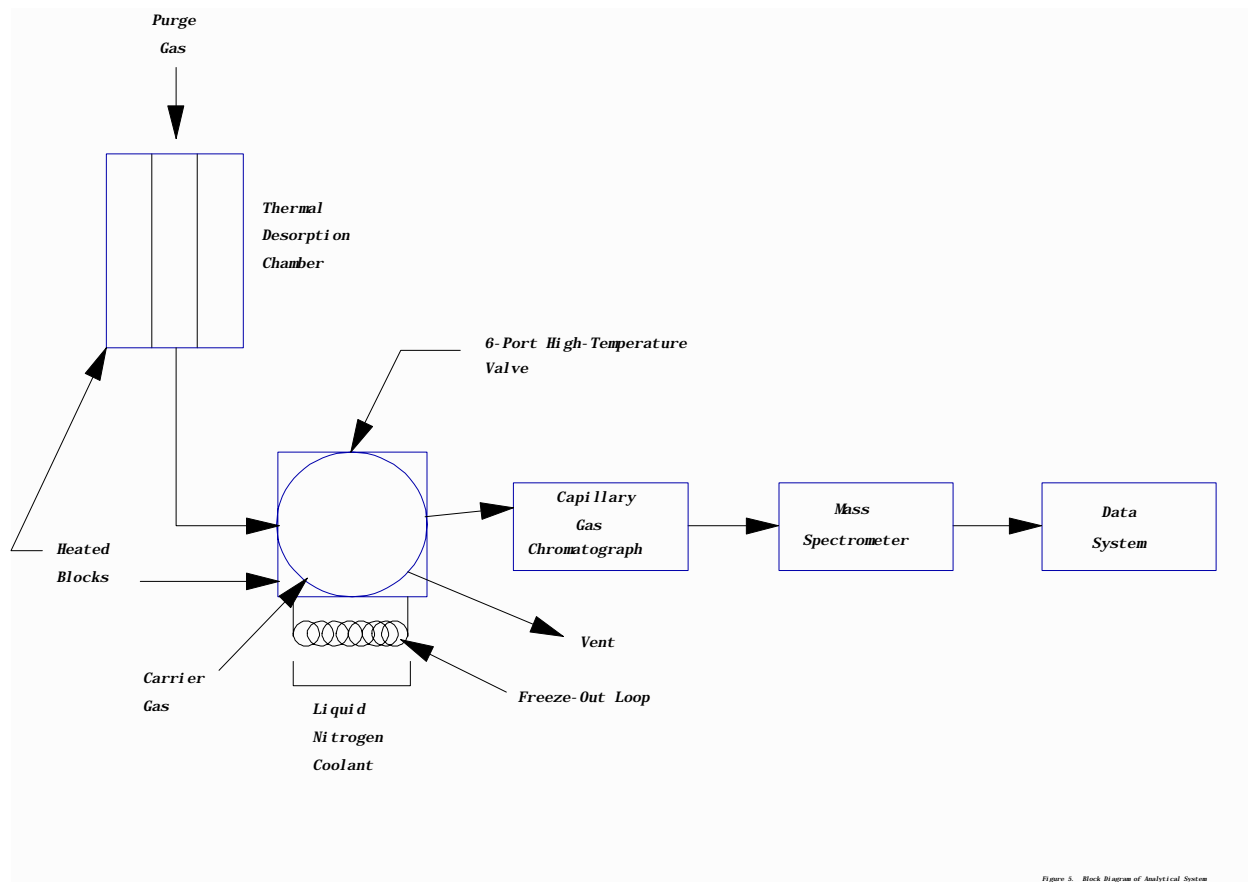 Purge
Gas
Thermal
Desorption
Chamber
6-Port High-Temperature
Valve
Capillary
Gas
Chromatograph
Mass
Spectrometer
Data
System
Heated
Blocks
Vent
Carrier
Gas
Freeze-Out Loop
Liquid
Nitrogen
Coolant
Figure 5. Block Diagram of Analytical System